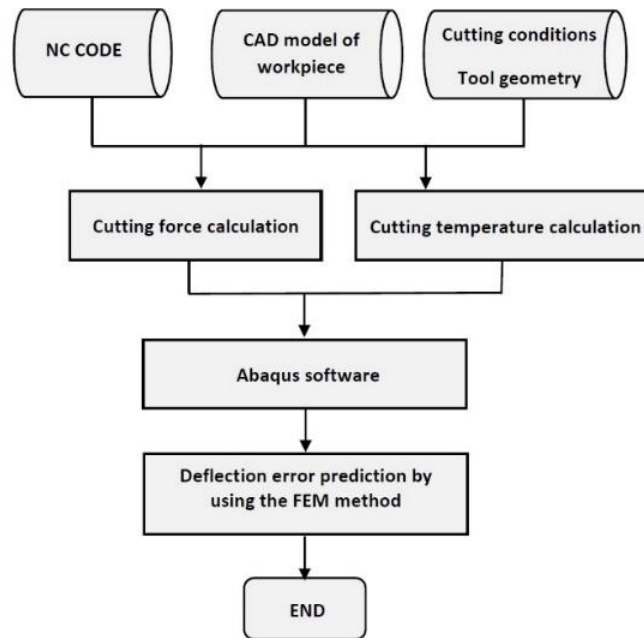 NC CODE
CAD model of
workpiece
Cutting conditions
Tool geometry
Cutting force calculation
Cutting temperature calculation
Abaqus software
Deflection error prediction by
using the FEM method
END